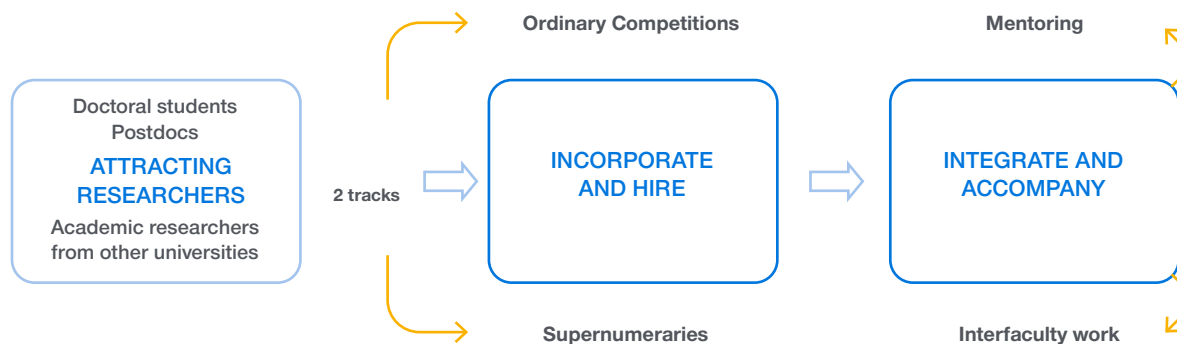 Ordinary Competitions
Mentoring
Doctoral students
Postdocs
ATTRACTING
RESEARCHERS
Academic researchers
from other universities
2 tracks
INCORPORATE
AND HIRE
INTEGRATE AND
ACCOMPANY
Supernumeraries
Interfaculty work